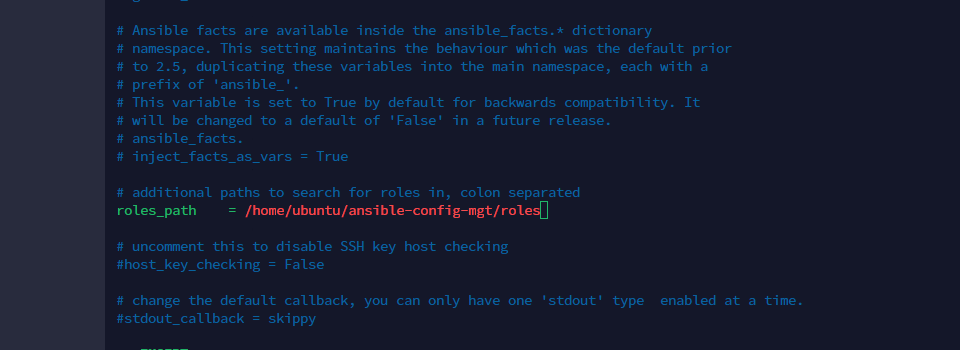 # Ansible facts are available inside the ansible_facts.* dictionary
# namespace. This setting maintains the behaviour which was the default prior
# to 2.5, duplicating these variables into the main namespace, each with a
# prefix of 'ansible_'.
# This variable is set to True by default for backwards compatibility. It
# will be changed to a default of 'False' in a future release.
# ansible_facts.
# inject_facts_as_vars = True
# additional paths to search for roles in, colon separated
roles_path    = /home/ubuntu/ansible-config-mgt/roles
# uncomment this to disable SSH key host checking
#host_key_checking = False
# change the default callback, you can only have one 'stdout' type  enabled at a time.
#stdout_callback = skippy